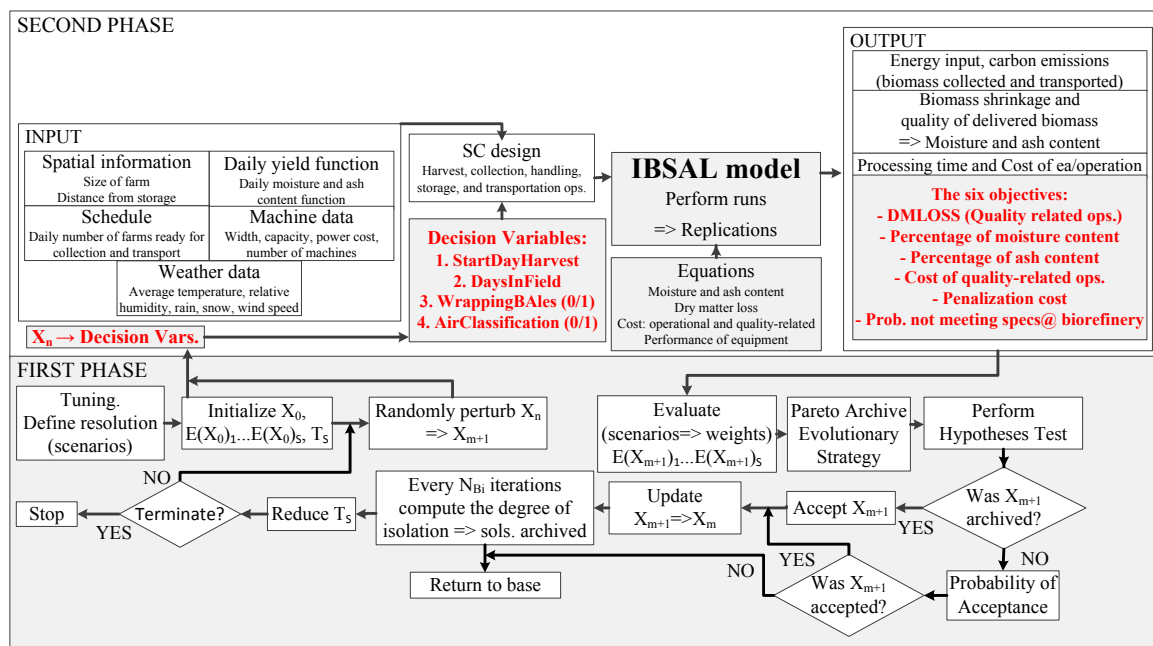 SECOND PHASE
INPUT
Spatial information
Size of farm
Distance from storage
Daily yield function
Daily moisture and ash
content function
Schedule
Daily number of farms ready for
collection and transport
Machine data
Width, capacity, power cost,
number of machines
Weather data
Average temperature, relative
humidity, rain, snow, wind speed
Xn → Decision Vars.
SC design
Harvest, collection, handling,
storage, and transportation ops.
Decision Variables:
1. StartDayHarvest
2. DaysInField
3. WrappingBAles (0/1)
4. AirClassification (0/1)
IBSAL model
Perform runs
=> Replications
Equations
Moisture and ash content
Dry matter loss
Cost: operational and quality-related
Performance of equipment
OUTPUT
Energy input, carbon emissions
(biomass collected and transported)
Biomass shrinkage and
quality of delivered biomass
=> Moisture and ash content
Processing time and Cost of ea/operation
The six objectives:
- DMLOSS (Quality related ops.)
- Percentage of moisture content
- Percentage of ash content
- Cost of quality-related ops.
- Penalization cost
- Prob. not meeting specs@ biorefinery
FIRST PHASE
Tuning.
Define resolution
(scenarios)
Initialize X0,
E(X0)1...E(X0)S, TS
Randomly perturb Xn
=> Xm+1
Evaluate
(scenarios=> weights)
E(Xm+1)1...E(Xm+1)S
Pareto Archive
Evolutionary
Strategy
Perform
Hypotheses Test
Was Xm+1
archived?
YES
NO
Accept Xm+1
Update
Xm+1=>Xm
Every NBi iterations
compute the degree of
isolation => sols. archived
Reduce TS
Terminate?
NO
YES
Stop
Return to base
Probability of
Acceptance
Was Xm+1
accepted?
YES
NO